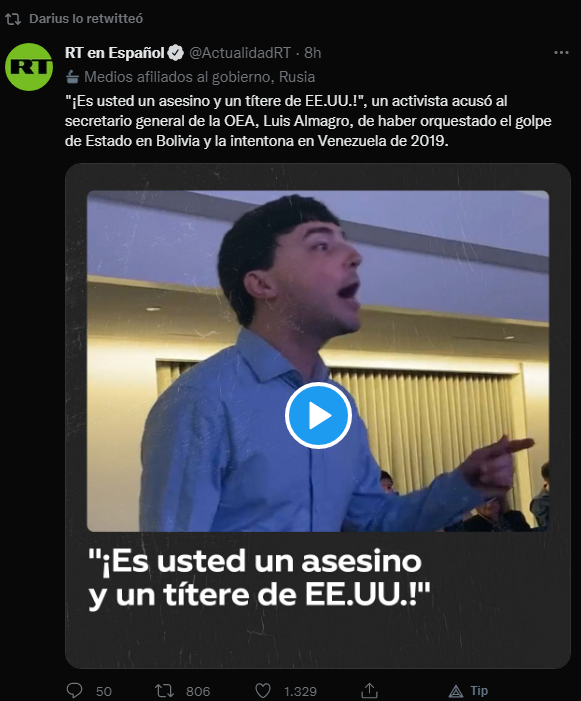 Darius lo retwitteó
RT en Español @ActualidadRT · 8h
Medios afiliados al gobierno, Rusia
"¡Es usted un asesino y un títere de EE.UU.!", un activista acusó al
secretario general de la OEA, Luis Almagro, de haber orquestado el golpe
de Estado en Bolivia y la intentona en Venezuela de 2019.
RT
"¡Es usted un asesino
y un títere de EE.UU.!"
50 806 1.329 Tip